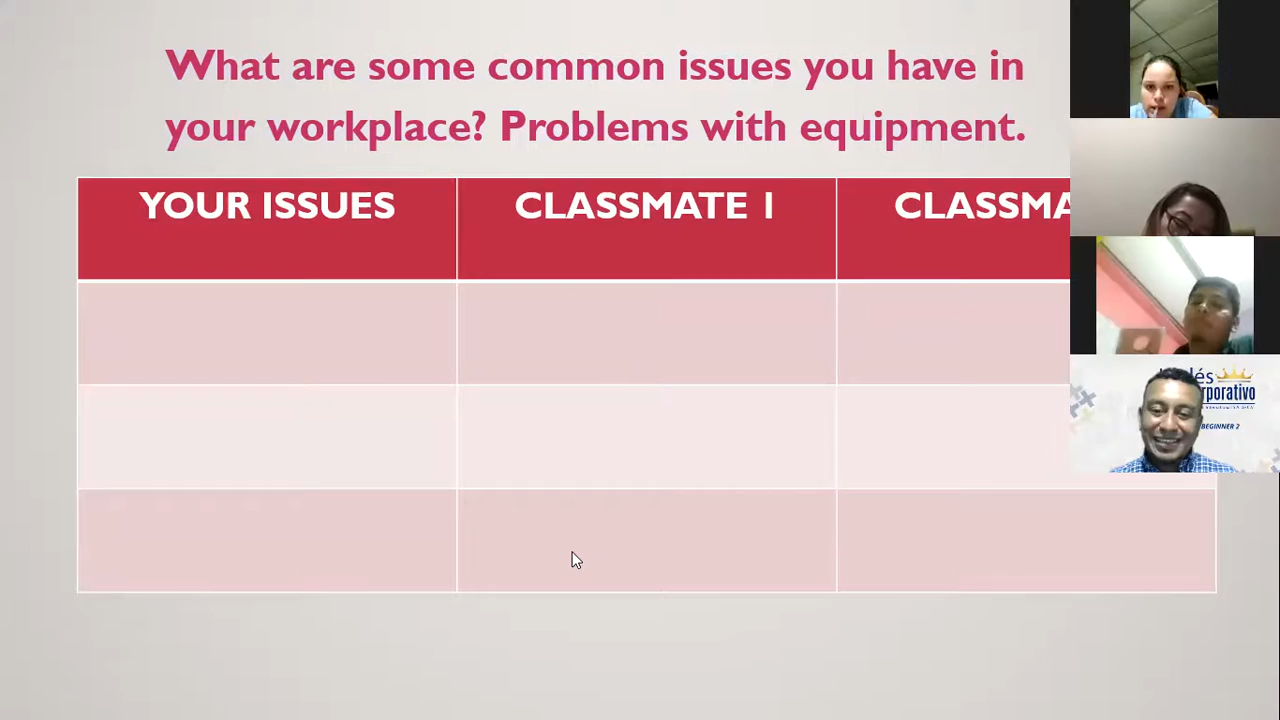 What are some common issues you have in
your workplace? Problems with equipment.
YOUR ISSUES
CLASSMATE 1
BEGINNER 2